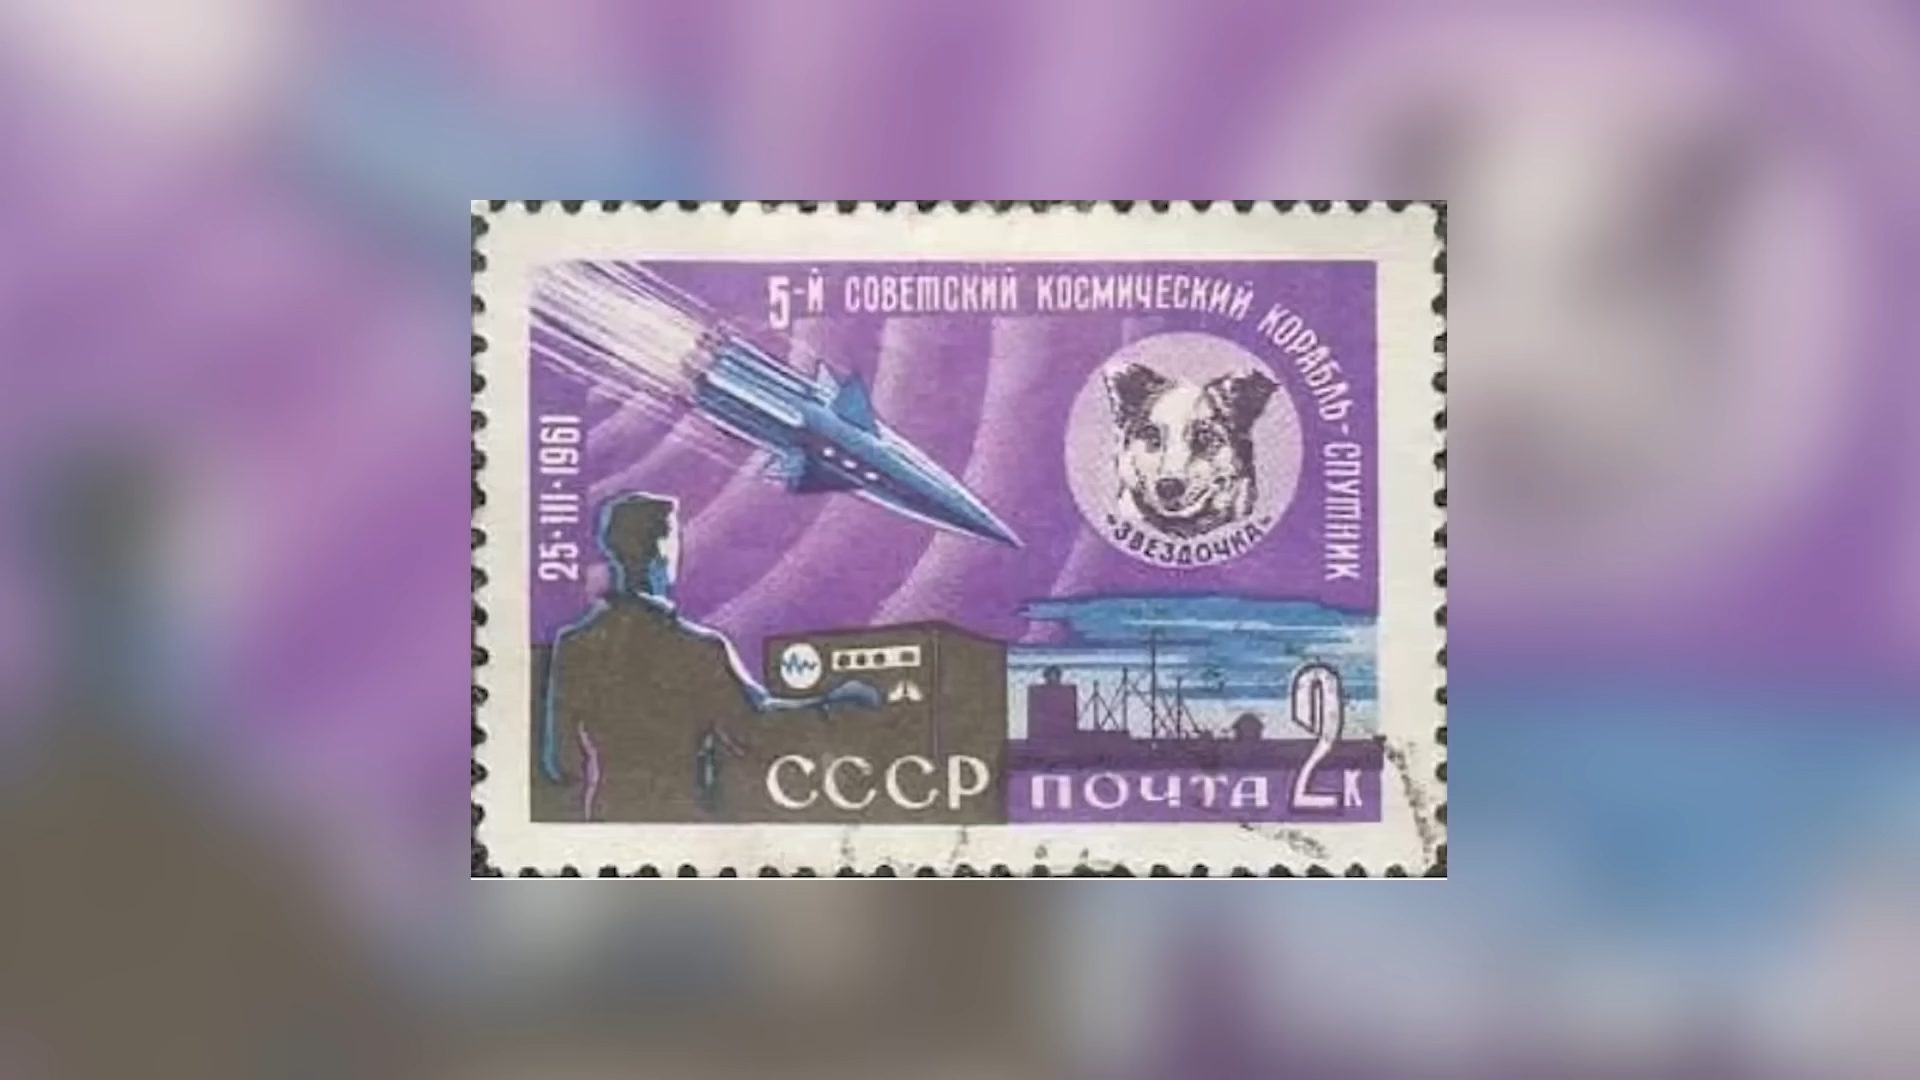 5-Й СОВЕТСКИЙ КОСМИЧЕСКИЙ КОРАБЛЬ-СПУТНИК
25·III·1961
"ЗВЕЗДОЧКА"
СССР ПОЧТА 2К